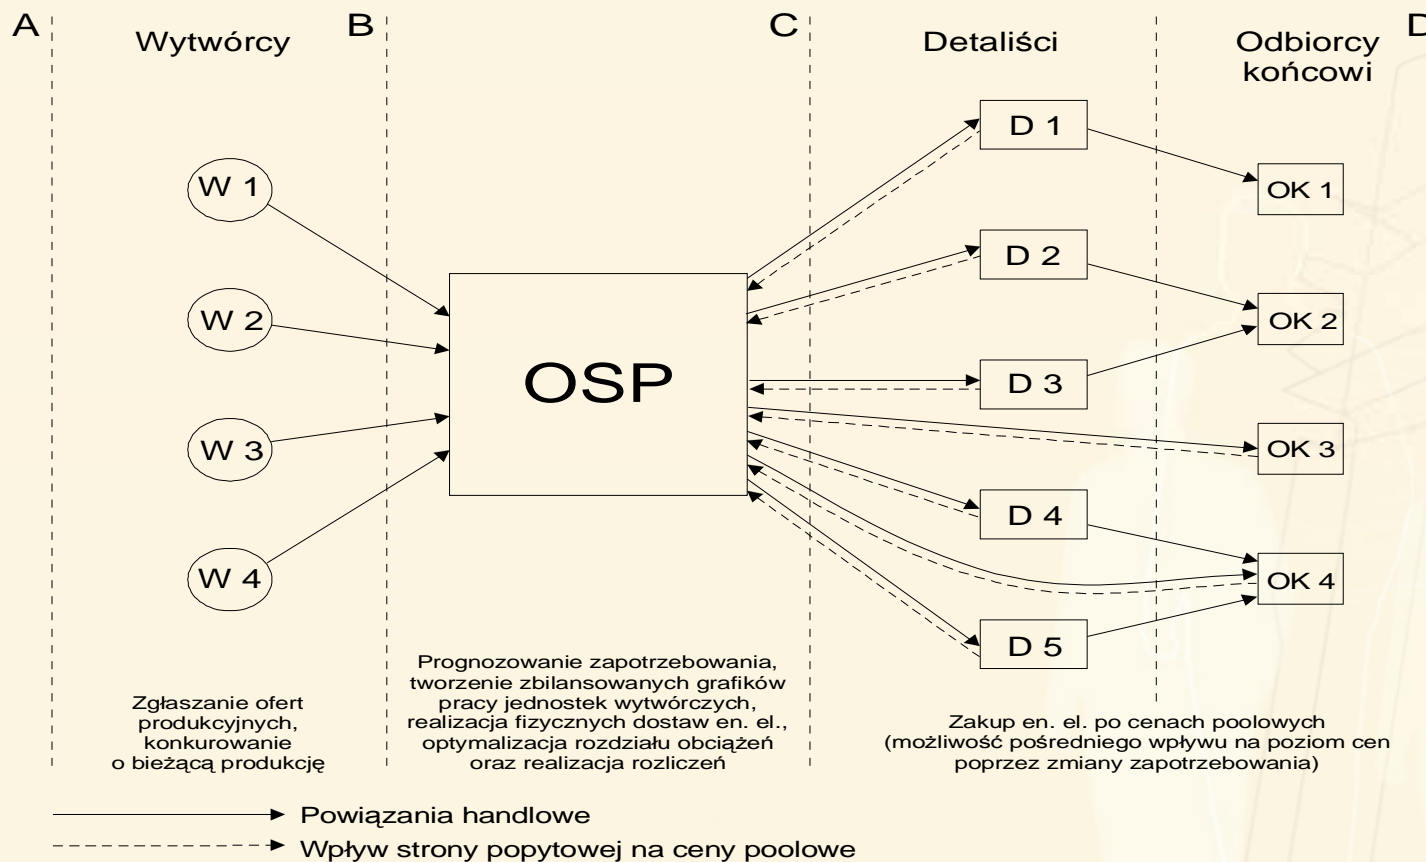 A
Wytwórcy
B
C
Detaliści
Odbiorcy
końcowi
D
W 1
W 2
W 3
W 4
OSP
D 1
D 2
D 3
D 4
D 5
OK 1
OK 2
OK 3
OK 4
Zgłaszanie ofert
produkcyjnych,
konkurowanie
o bieżącą produkcję
Prognozowanie zapotrzebowania,
tworzenie zbilansowanych grafików
pracy jednostek wytwórczych,
realizacja fizycznych dostaw en. el.,
optymalizacja rozdziału obciążeń
oraz realizacja rozliczeń
Zakup en. el. po cenach poolowych
(możliwość pośredniego wpływu na poziom cen
poprzez zmiany zapotrzebowania)
Powiązania handlowe
Wpływ strony popytowej na ceny poolowe